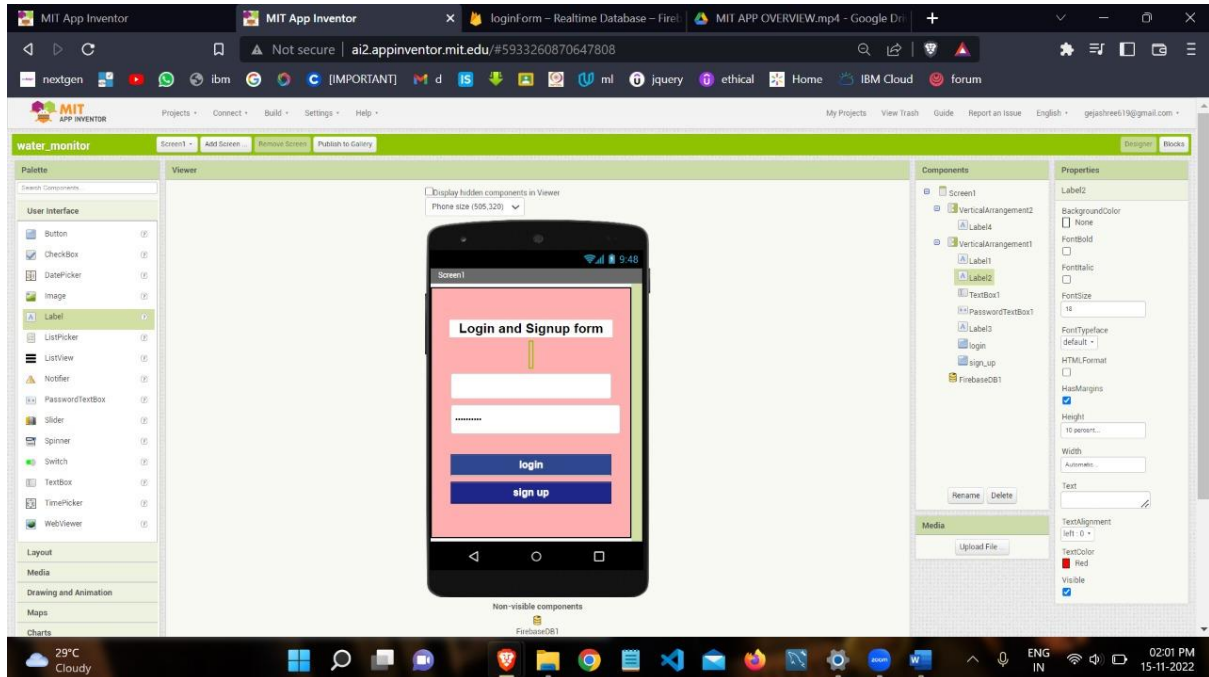 MIT App Inventor
MIT App Inventor
loginForm – Realtime Database – Fire
MIT APP OVERVIEW.mp4 - Google Dri
Not secure | ai2.appinventor.mit.edu/#5933260870647808
nextgen
ibm
[IMPORTANT]
d
ml
jquery
ethical
Home
IBM Cloud
forum
MIT
APP INVENTOR
Projects
Connect
Build
Settings
Help
My Projects
View Trash
Guide
Report an Issue
English
gejashree619@gmail.com
water_monitor
Screen1
Add Screen ...
Remove Screen
Publish to Gallery
Designer
Blocks
Palette
Search Components...
User Interface
Button
CheckBox
DatePicker
Image
Label
ListPicker
ListView
Notifier
PasswordTextBox
Slider
Spinner
Switch
TextBox
TimePicker
WebViewer
Layout
Media
Drawing and Animation
Maps
Charts
Viewer
Display hidden components in Viewer
Phone size (505,320)
9:48
Screen1
Login and Signup form
login
sign up
Non-visible components
FirebaseDB1
Components
Screen1
VerticalArrangement2
Label4
VerticalArrangement1
Label1
Label2
TextBox1
PasswordTextBox1
Label3
login
sign_up
FirebaseDB1
Rename
Delete
Media
Upload File ...
Properties
Label2
BackgroundColor
None
FontBold
FontItalic
FontSize
18
FontTypeface
default
HTMLFormat
HasMargins
Height
10 percent...
Width
Automatic...
Text
TextAlignment
left : 0
TextColor
Red
Visible
29°C
Cloudy
zoom
ENG
IN
02:01 PM
15-11-2022